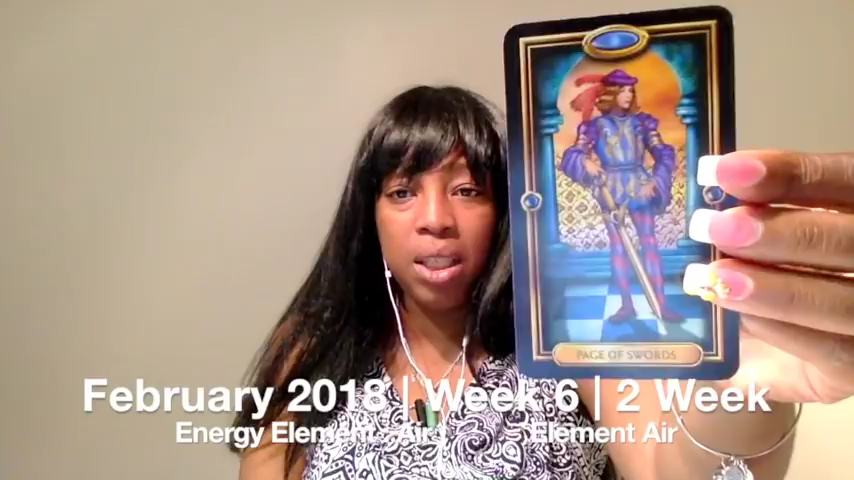 PAGE OF SWORDS
February 2018 | Week 6 | 2 Week
Energy Element - Air Element Air